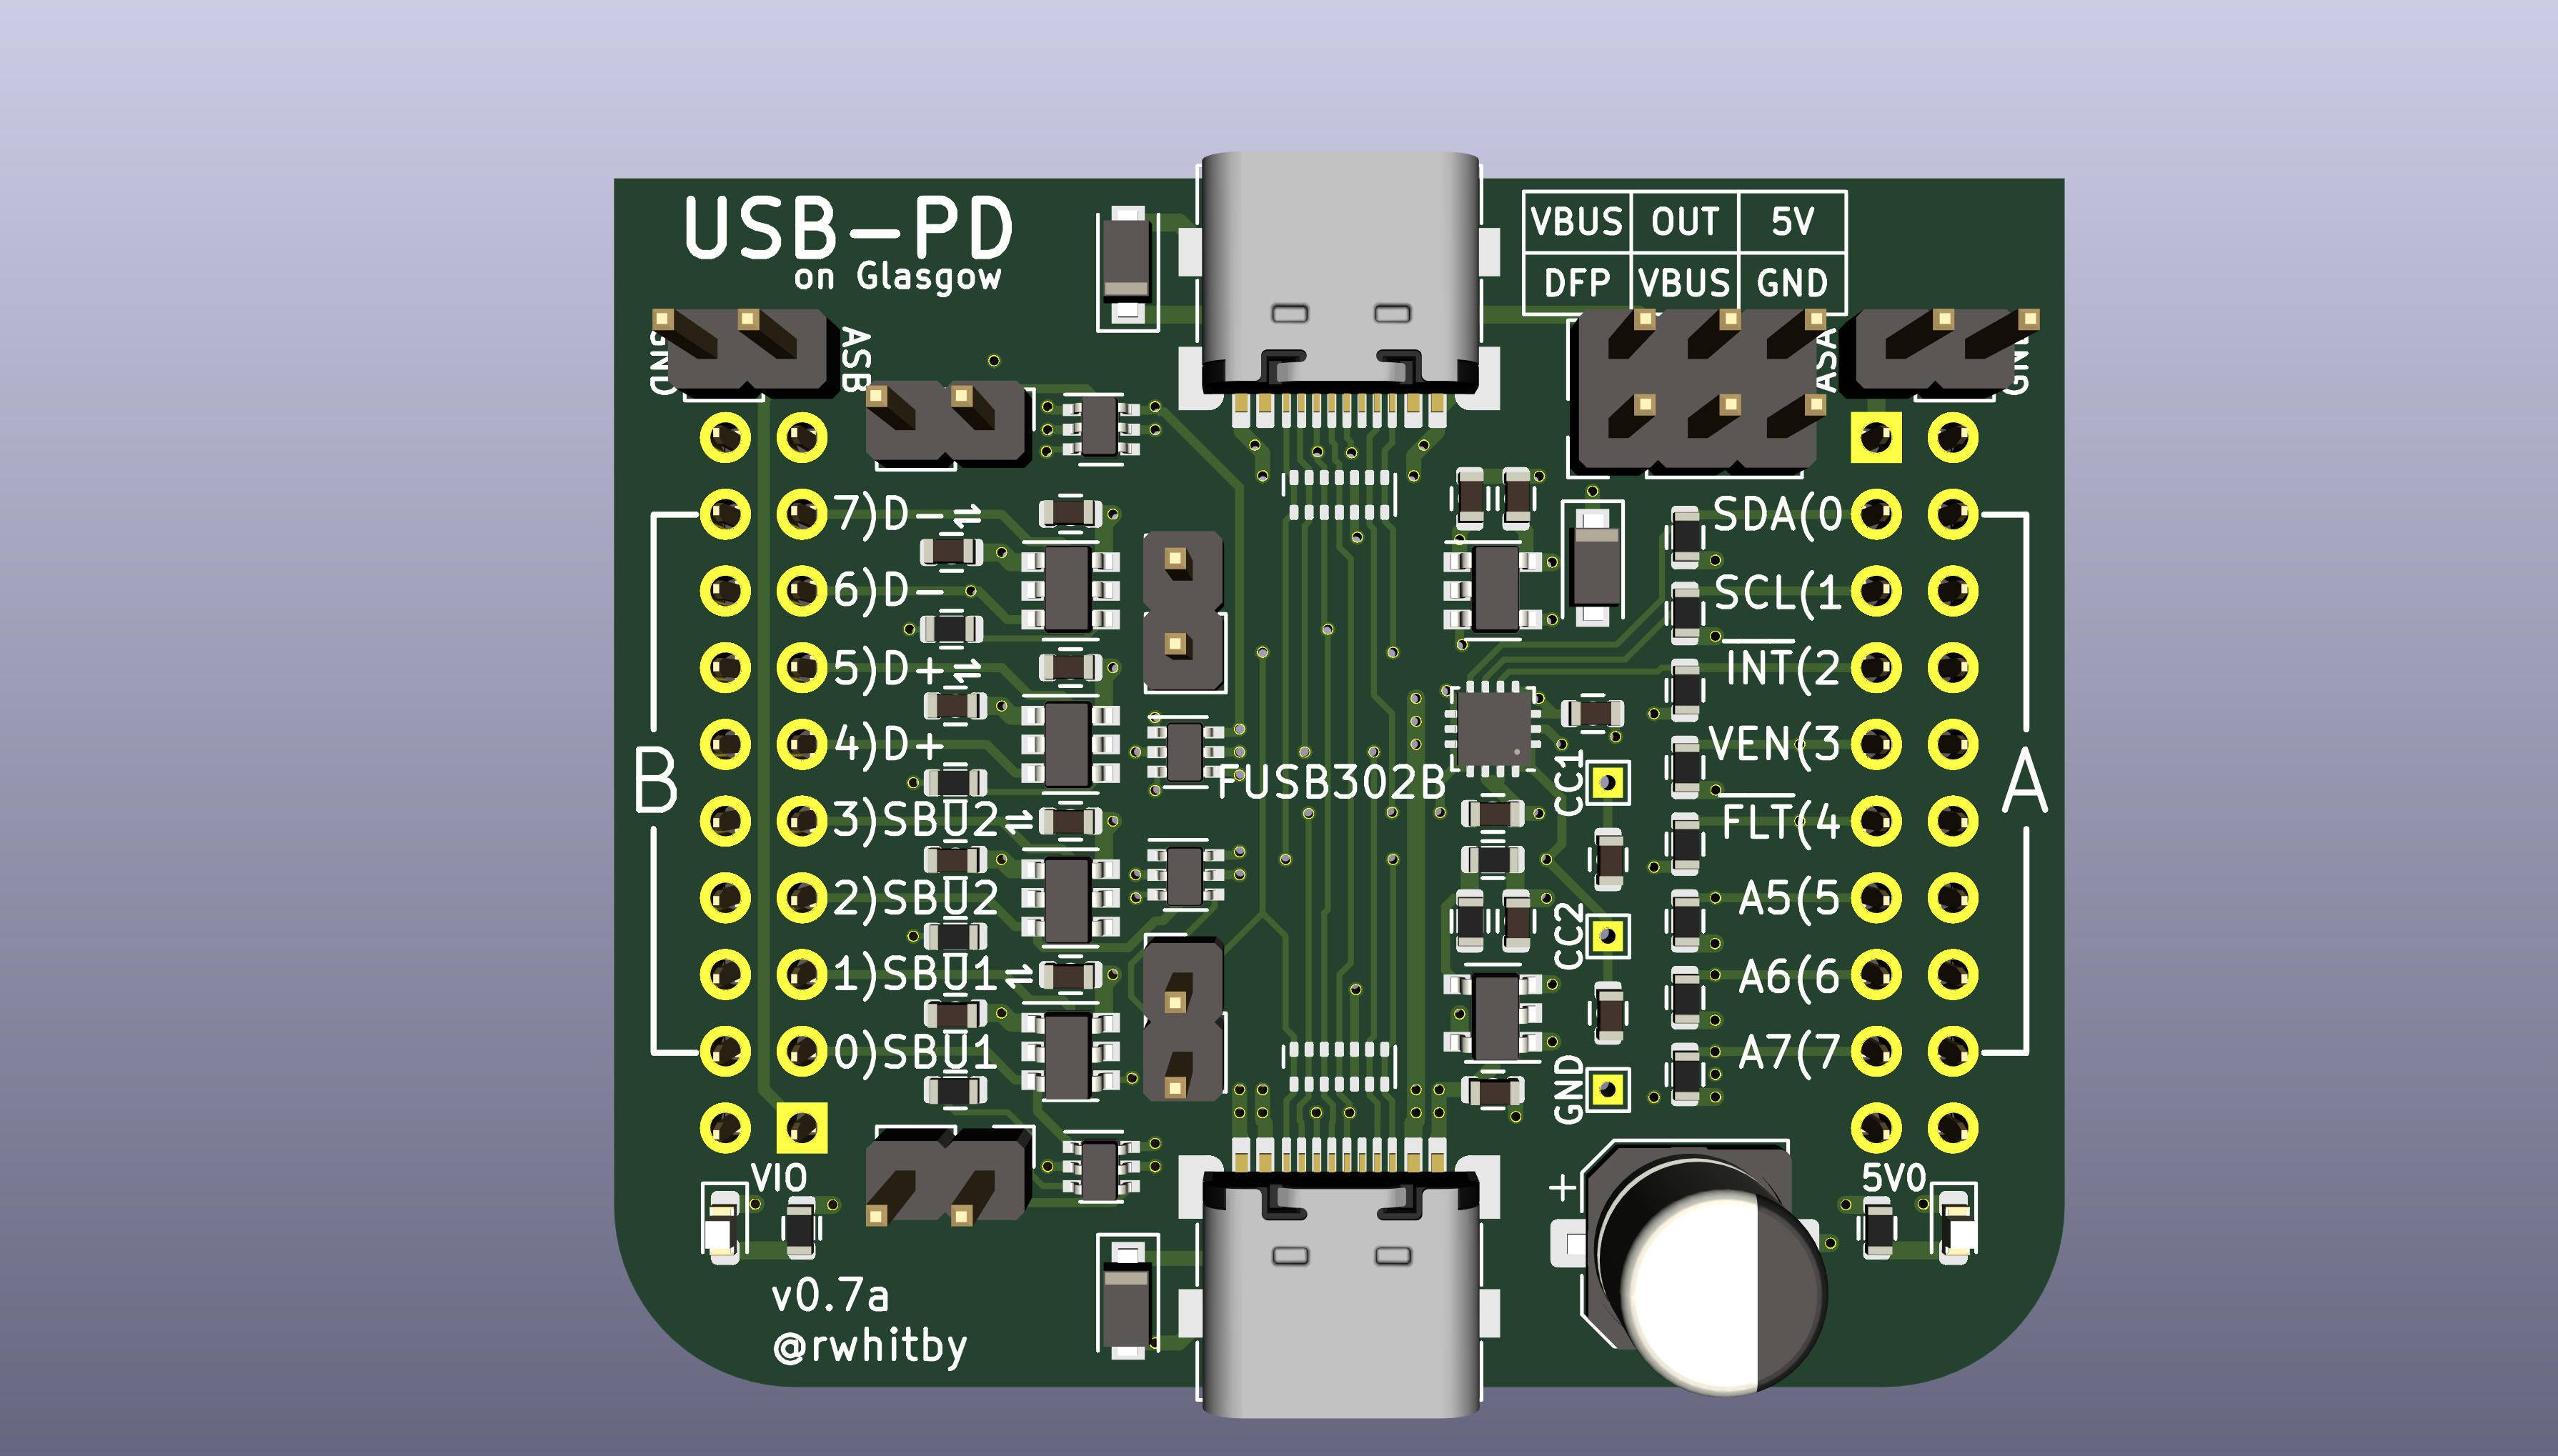 USB-PD
on Glasgow
VBUS OUT 5V
DFP VBUS GND
GND
ASB
ASA
GND
7)D-⇌
6)D-
5)D+⇌
4)D+
3)SBU2⇌
2)SBU2
1)SBU1⇌
0)SBU1
B
FUSB302B
CC1
CC2
GND
SDA(0
SCL(1
INT(2
VEN(3
FLT(4
A5(5
A6(6
A7(7
A
VIO
+
5V0
v0.7a
@rwhitby